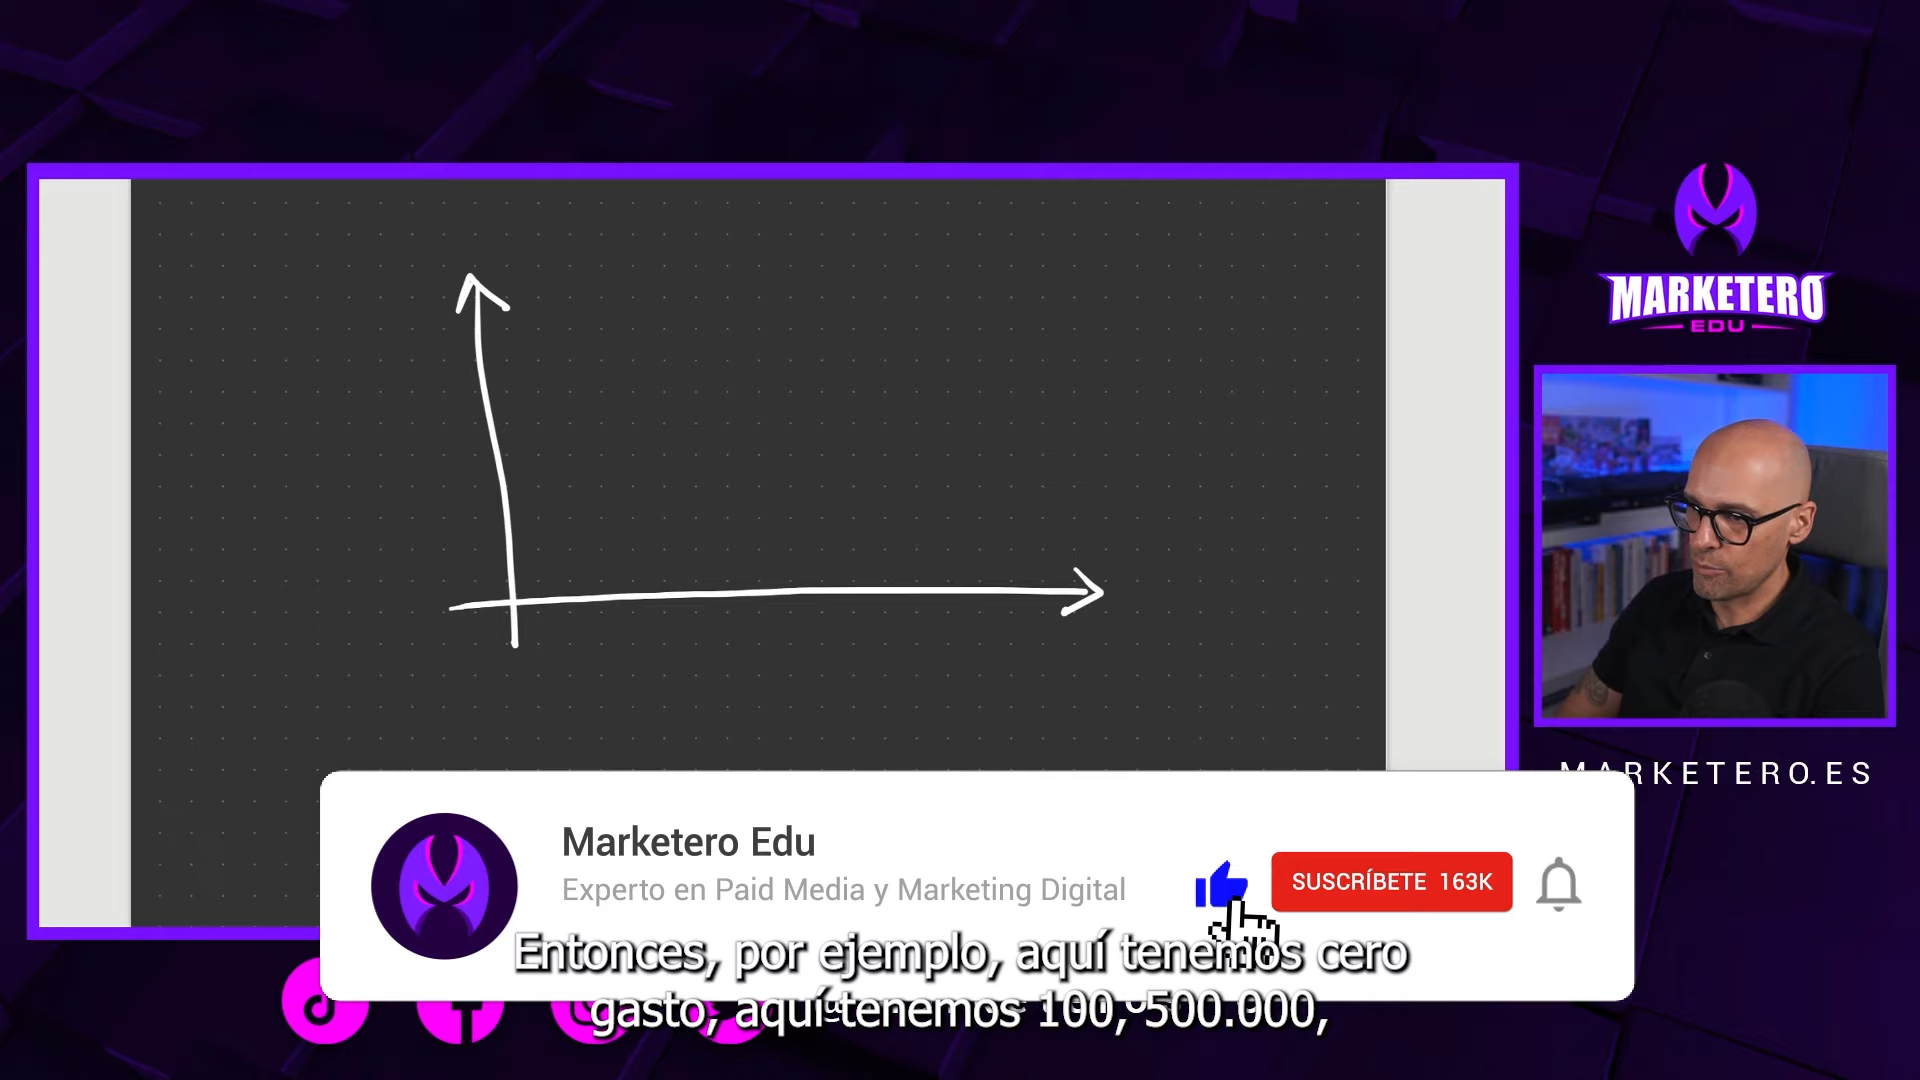 MARKETERO
EDU
MARKETERO.ES
Marketero Edu
Experto en Paid Media y Marketing Digital
SUSCRÍBETE 163K
Entonces, por ejemplo, aquí tenemos cero
gasto, aquí tenemos 100, 500.000,